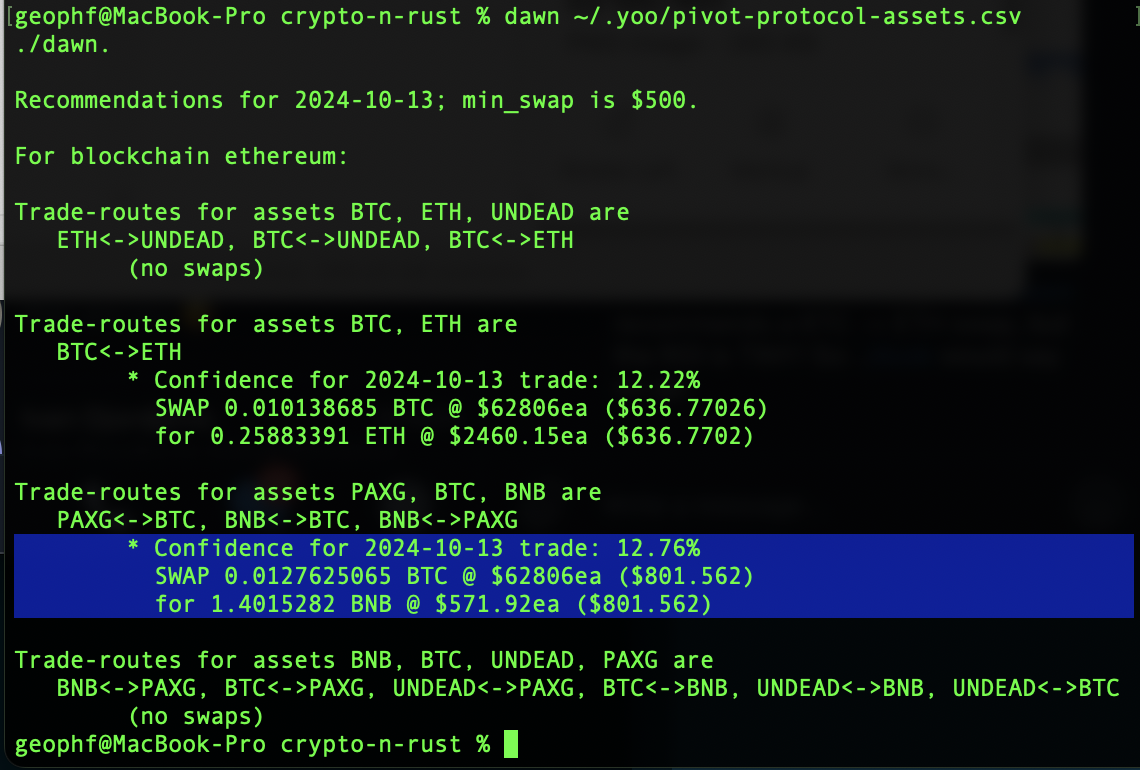 [geophf@MacBook-Pro crypto-n-rust % dawn ~/.yoo/pivot-protocol-assets.csv ]
./dawn.
Recommendations for 2024-10-13; min_swap is $500.
For blockchain ethereum:
Trade-routes for assets BTC, ETH, UNDEAD are
ETH<->UNDEAD, BTC<->UNDEAD, BTC<->ETH
(no swaps)
Trade-routes for assets BTC, ETH are
BTC<->ETH
* Confidence for 2024-10-13 trade: 12.22%
SWAP 0.010138685 BTC @ $62806ea ($636.77026)
for 0.25883391 ETH @ $2460.15ea ($636.7702)
Trade-routes for assets PAXG, BTC, BNB are
PAXG<->BTC, BNB<->BTC, BNB<->PAXG
* Confidence for 2024-10-13 trade: 12.76%
SWAP 0.0127625065 BTC @ $62806ea ($801.562)
for 1.4015282 BNB @ $571.92ea ($801.562)
Trade-routes for assets BNB, BTC, UNDEAD, PAXG are
BNB<->PAXG, BTC<->PAXG, UNDEAD<->PAXG, BTC<->BNB, UNDEAD<->BNB, UNDEAD<->BTC
(no swaps)
geophf@MacBook-Pro crypto-n-rust %